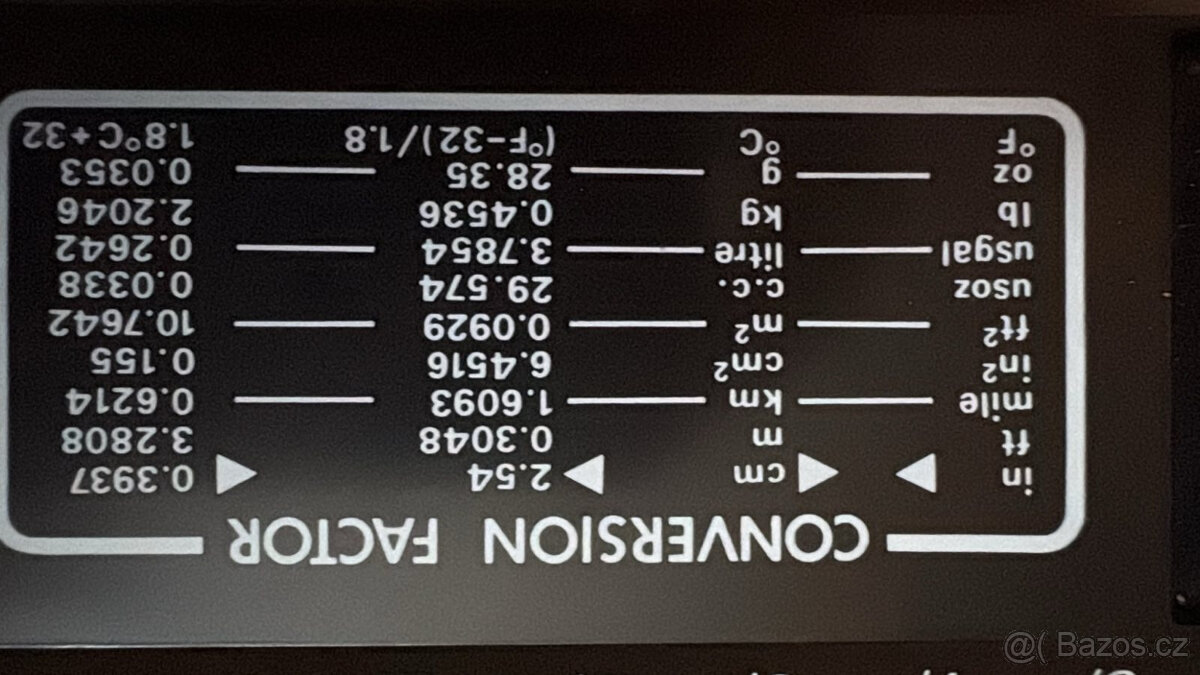 CONVERSION FACTOR
in ▶ ◀ cm ▶ 2.54 ◀ 0.3937
ft m 0.3048 3.2808
mile km 1.6093 0.6214
in² cm² 6.4516 0.155
ft² m² 0.0929 10.7642
usoz c.c. 29.574 0.0338
usgal litre 3.7854 0.2642
lb kg 0.4536 2.2046
oz g 28.35 0.0353
°F °C (°F-32)/1.8 1.8°C+32
@( Bazos.cz